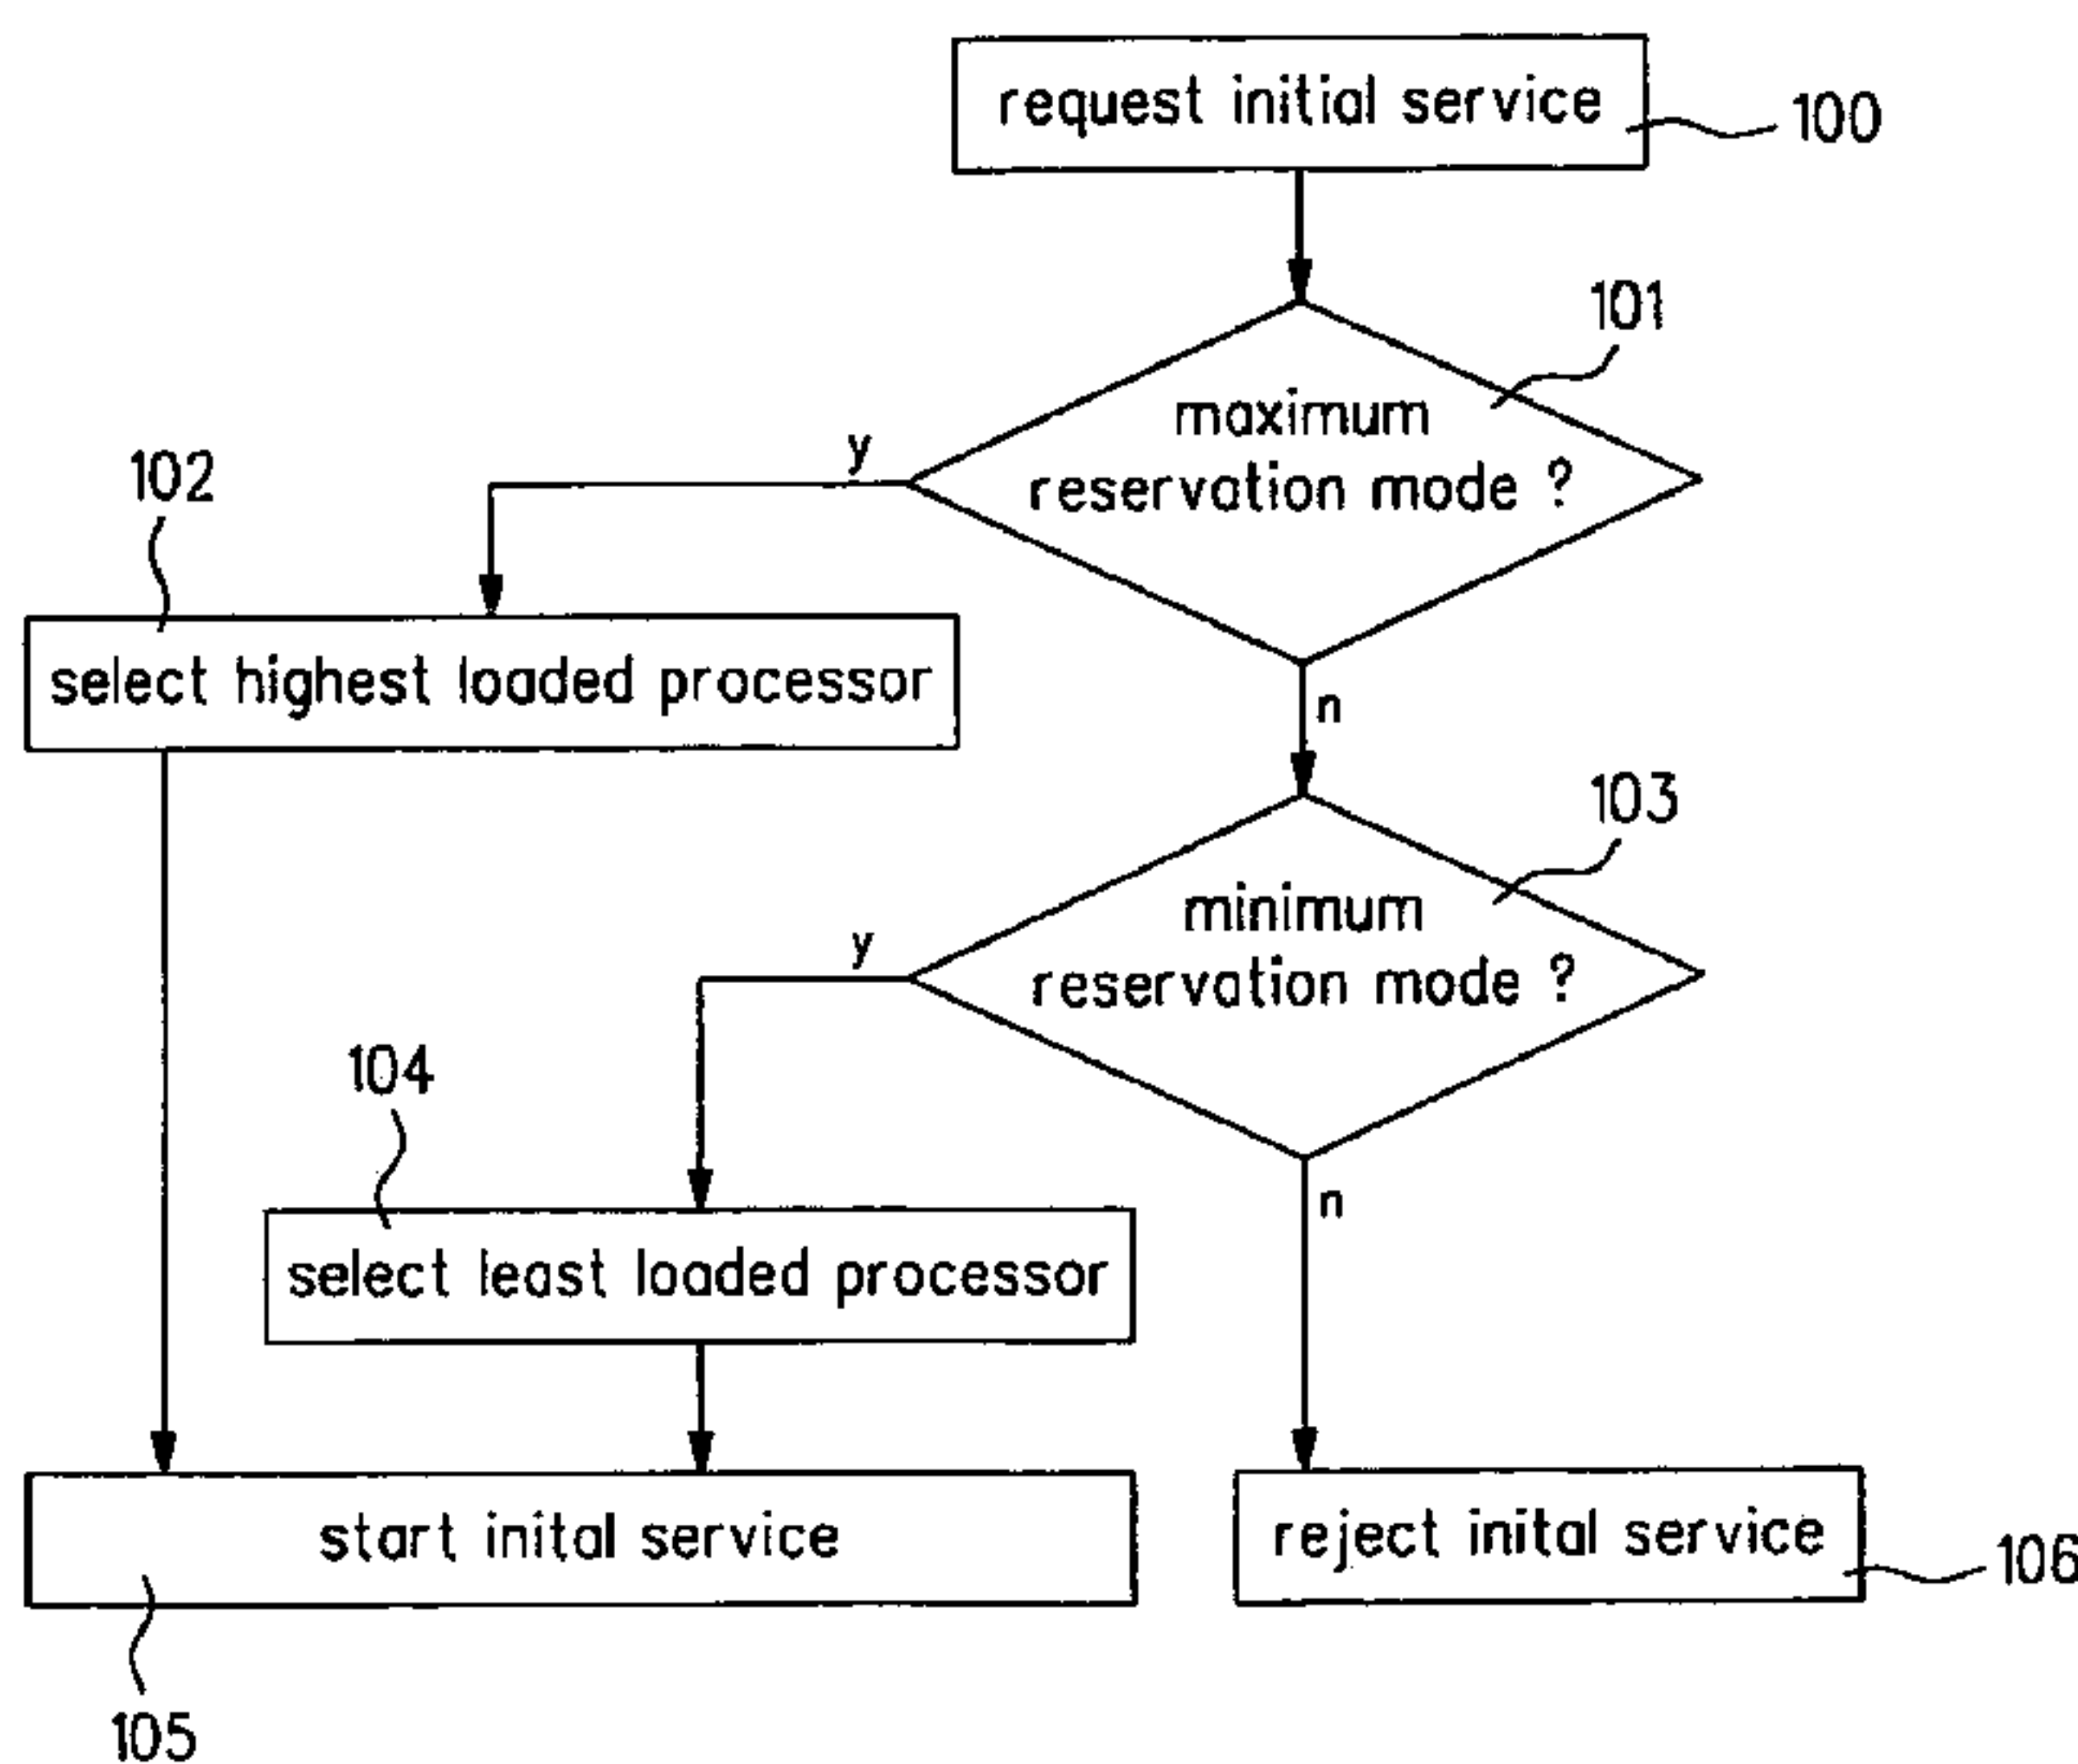 request initial service
100
101
maximum
reservation mode ?
y
102
select highest loaded processor
n
103
minimum
reservation mode ?
y
104
select least loaded processor
n
start inital service
reject inital service
106
105